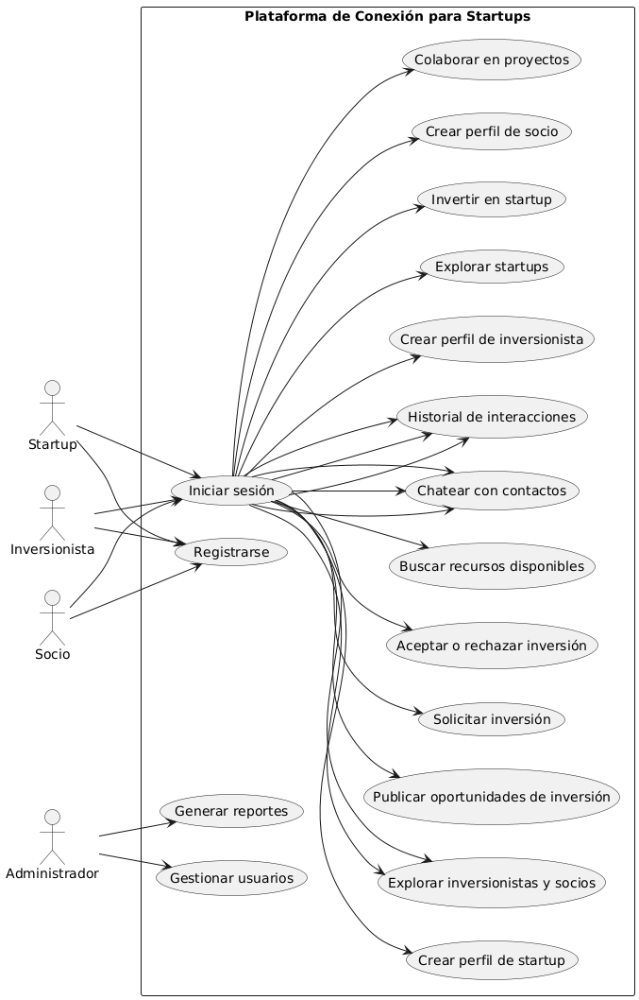 Plataforma de Conexión para Startups
Colaborar en proyectos
Crear perfil de socio
Invertir en startup
Explorar startups
Crear perfil de inversionista
Historial de interacciones
Startup
Iniciar sesión
Chatear con contactos
Inversionista
Registrarse
Buscar recursos disponibles
Socio
Aceptar o rechazar inversión
Solicitar inversión
Publicar oportunidades de inversión
Generar reportes
Administrador
Gestionar usuarios
Explorar inversionistas y socios
Crear perfil de startup